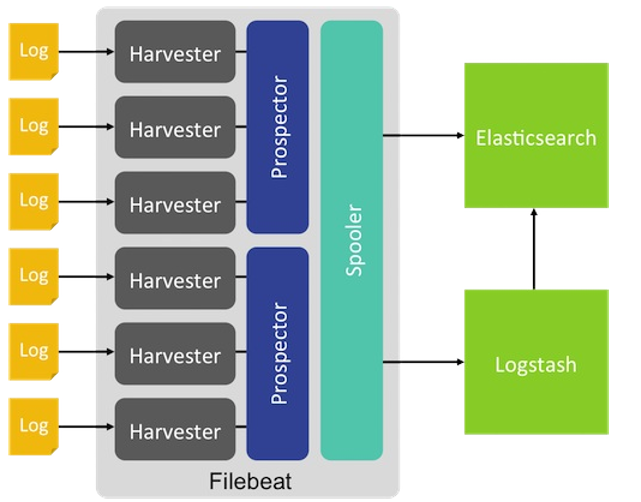 Log
Harvester
Log
Harvester
Log
Harvester
Prospector
Log
Harvester
Log
Harvester
Log
Harvester
Prospector
Spooler
Filebeat
Elasticsearch
Logstash